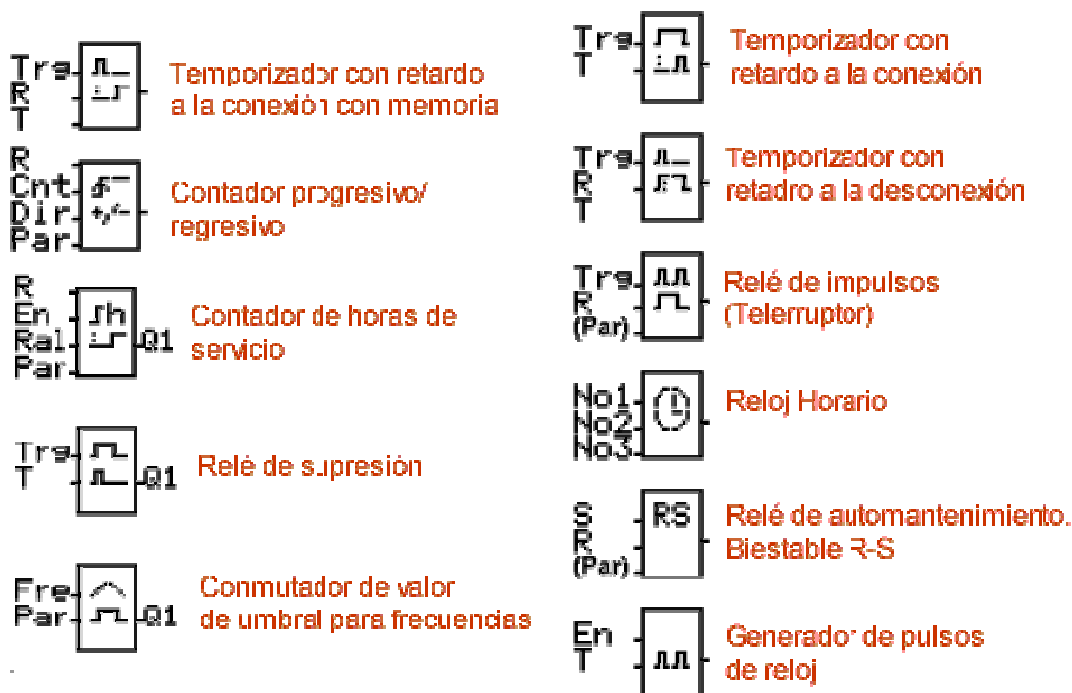 Trg
R
T
Temporizador con retardo
a la conexión con memoria
R
Cnt
Dir
Par
+/-
Contador progresivo/
regresivo
R
En
Ral
Par
h
Q1
Contador de horas de
servicio
Trg
T
Q1
Relé de supresión
Fre
Par
Q1
Conmutador de valor
de umbral para frecuencias
Trg
T
Temporizador con
retardo a la conexión
Trg
R
T
Temporizador con
retadro a la desconexión
Trg
R
(Par)
Relé de impulsos
(Telerruptor)
No1
No2
No3
Reloj Horario
S
R
(Par)
RS
Relé de automantenimiento.
Biestable R-S
En
T
Generador de pulsos
de reloj